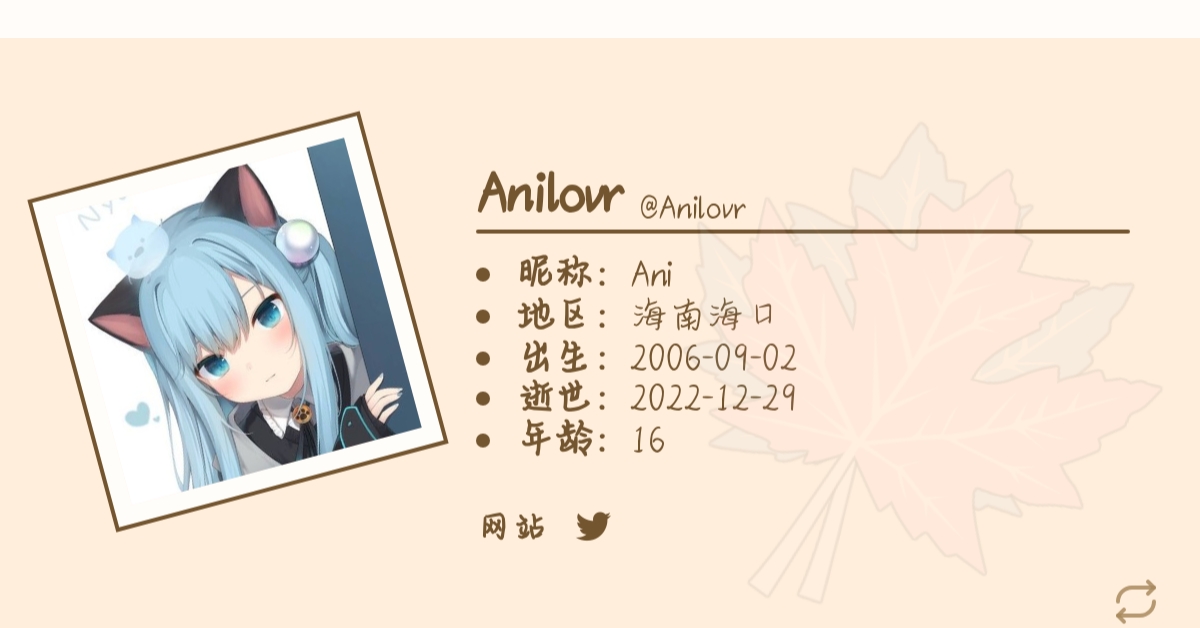 Ny~
Anilovr @Anilovr
昵称： Ani
地区： 海南海口
出生： 2006-09-02
逝世： 2022-12-29
年龄： 16
网站